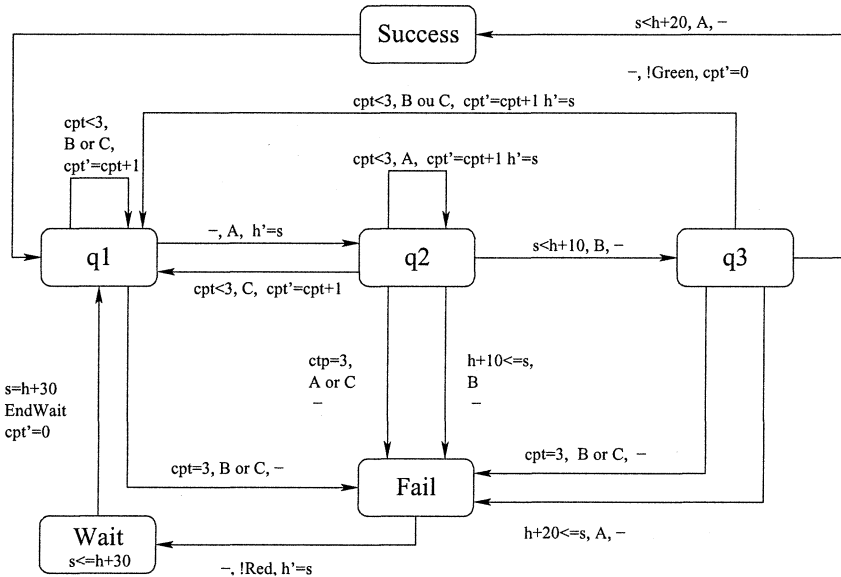 Success
s<h+20, A, −
−, !Green, cpt'=0
cpt<3, B ou C, cpt'=cpt+1 h'=s
cpt<3,
B or C,
cpt'=cpt+1
cpt<3, A, cpt'=cpt+1 h'=s
q1
−, A, h'=s
q2
s<h+10, B, −
q3
cpt<3, C, cpt'=cpt+1
ctp=3,
A or C
−
h+10<=s,
B
−
s=h+30
EndWait
cpt'=0
cpt=3, B or C, −
cpt=3, B or C, −
Fail
Wait
s<=h+30
h+20<=s, A, −
−, !Red, h'=s